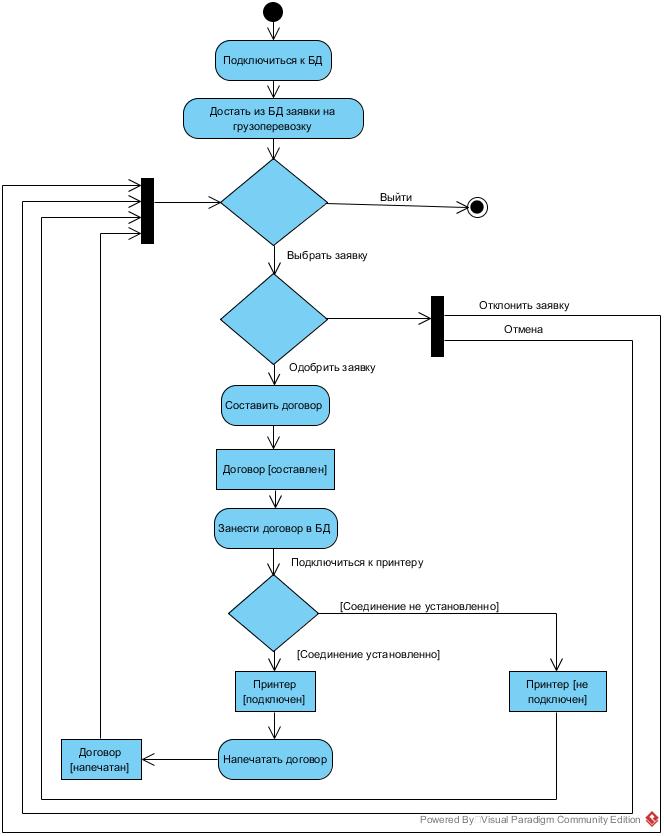 Подключиться к БД
Достать из БД заявки на
грузоперевозку
Выйти
Выбрать заявку
Отклонить заявку
Отмена
Одобрить заявку
Составить договор
Договор [составлен]
Занести договор в БД
Подключиться к принтеру
[Соединение не установленно]
[Соединение установленно]
Принтер
[подключен]
Принтер [не
подключен]
Договор
[напечатан]
Напечатать договор
Powered By Visual Paradigm Community Edition